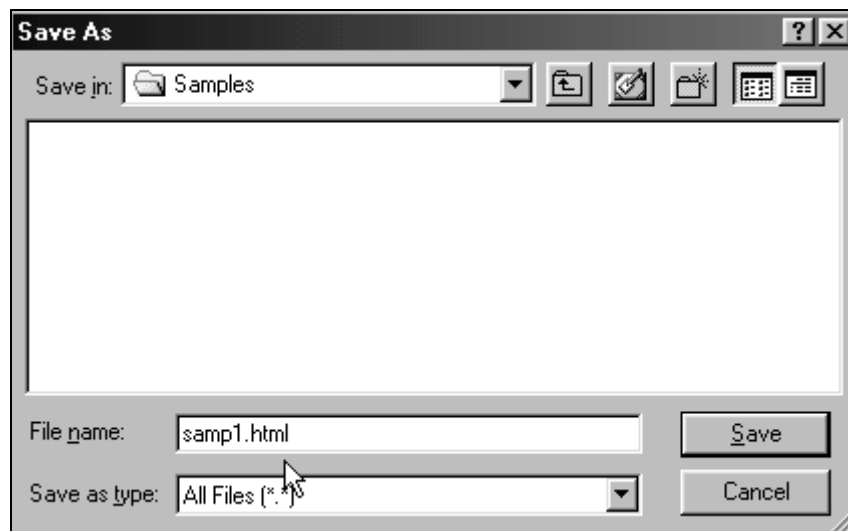 Save As
Save in: Samples
File name: samp1.html Save
Save as type: All Files (*.*) Cancel